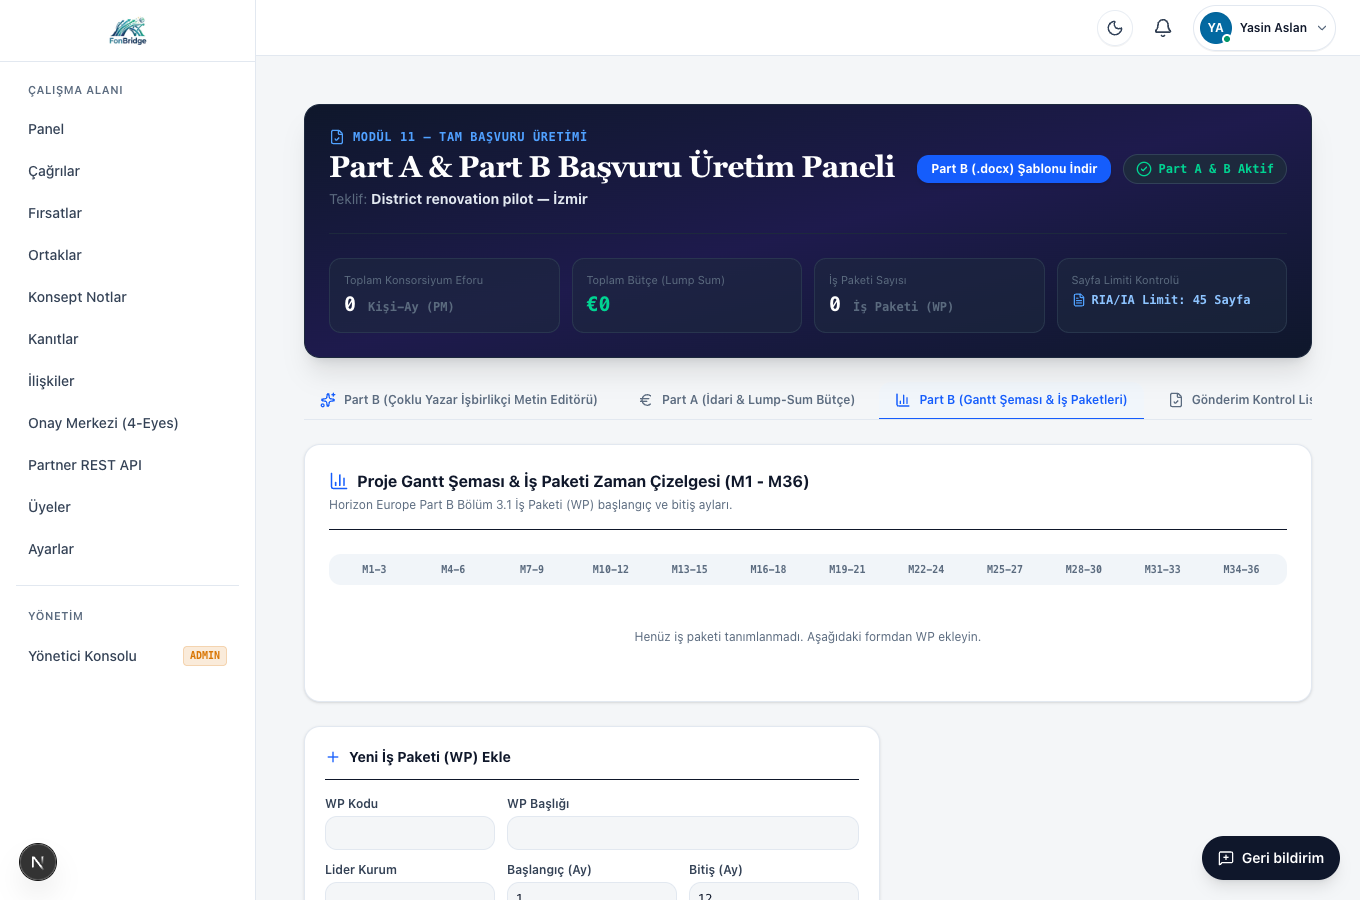 FonBridge
YA
Yasin Aslan
ÇALIŞMA ALANI
Panel
Çağrılar
Fırsatlar
Ortaklar
Konsept Notlar
Kanıtlar
İlişkiler
Onay Merkezi (4-Eyes)
Partner REST API
Üyeler
Ayarlar
YÖNETİM
Yönetici Konsolu
ADMIN
N
MODÜL 11 — TAM BAŞVURU ÜRETİMİ
Part A & Part B Başvuru Üretim Paneli
Teklif: District renovation pilot — İzmir
Part B (.docx) Şablonu İndir
Part A & B Aktif
Toplam Konsorsiyum Eforu
0 Kişi-Ay (PM)
Toplam Bütçe (Lump Sum)
€0
İş Paketi Sayısı
0 İş Paketi (WP)
Sayfa Limiti Kontrolü
RIA/IA Limit: 45 Sayfa
Part B (Çoklu Yazar İşbirlikçi Metin Editörü)
Part A (İdari & Lump-Sum Bütçe)
Part B (Gantt Şeması & İş Paketleri)
Gönderim Kontrol Lis
Proje Gantt Şeması & İş Paketi Zaman Çizelgesi (M1 - M36)
Horizon Europe Part B Bölüm 3.1 İş Paketi (WP) başlangıç ve bitiş ayları.
M1-3 M4-6 M7-9 M10-12 M13-15 M16-18 M19-21 M22-24 M25-27 M28-30 M31-33 M34-36
Henüz iş paketi tanımlanmadı. Aşağıdaki formdan WP ekleyin.
Yeni İş Paketi (WP) Ekle
WP Kodu
WP Başlığı
Lider Kurum
Başlangıç (Ay)
1
Bitiş (Ay)
12
Geri bildirim